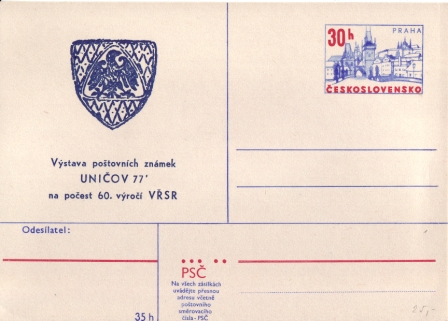 30h
PRAHA
ČESKOSLOVENSKO
Výstava poštovních známek
UNIČOV 77'
na počest 60. výročí VŘSR
Odesílatel:
PSČ
Na všech zásilkách
uvádějte přesnou
adresu včetně
poštovního
směrovacího
čísla - PSČ
35 h
25,-